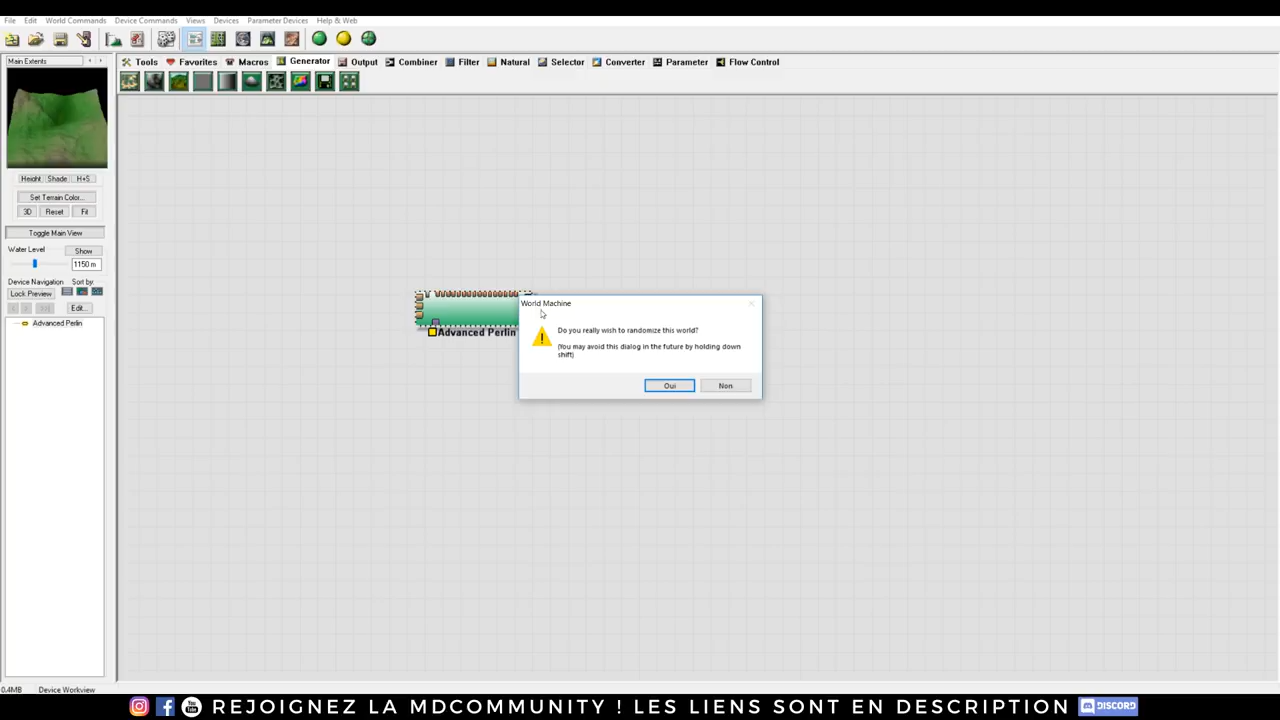 File Edit World Commands Device Commands Views Devices Parameter Devices Help & Web
Main Extents
Tools Favorites Macros Generator Output Combiner Filter Natural Selector Converter Parameter Flow Control
Height Shade H+S
Set Terrain Color...
3D Reset Fit
Toggle Main View
Water Level Show
1150 m
Device Navigation Sort by:
Lock Preview
Edit...
Advanced Perlin
Advanced Perlin
World Machine
Do you really wish to randomize this world?
(You may avoid this dialog in the future by holding down
shift)
Oui Non
0.4MB Device Workview
REJOIGNEZ LA MDCOMMUNITY ! LES LIENS SONT EN DESCRIPTION DISCORD